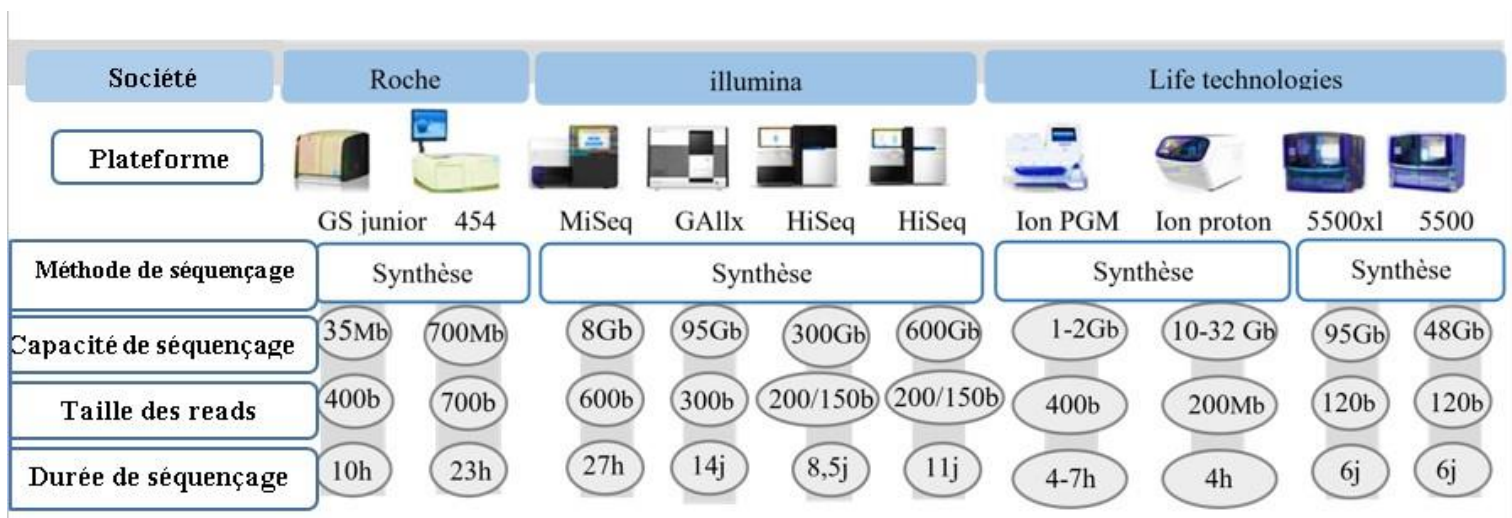 Société Roche illumina Life technologies
Plateforme
GS junior 454 MiSeq GAllx HiSeq HiSeq Ion PGM Ion proton 5500xl 5500
Méthode de séquençage Synthèse Synthèse Synthèse Synthèse
Capacité de séquençage 35Mb 700Mb 8Gb 95Gb 300Gb 600Gb 1-2Gb 10-32 Gb 95Gb 48Gb
Taille des reads 400b 700b 600b 300b 200/150b 200/150b 400b 200Mb 120b 120b
Durée de séquençage 10h 23h 27h 14j 8,5j 11j 4-7h 4h 6j 6j